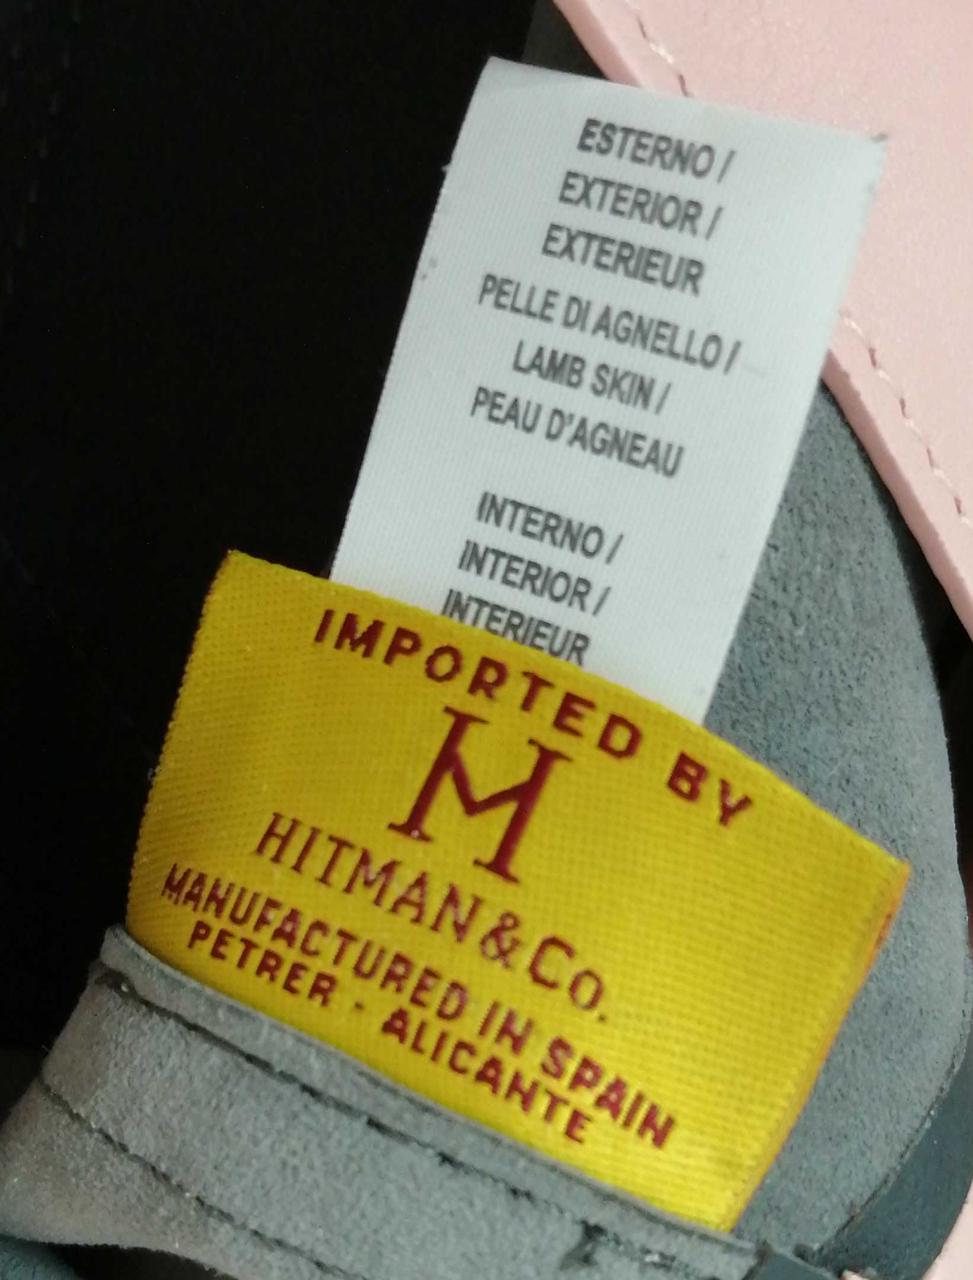 ESTERNO /
EXTERIOR /
EXTERIEUR
PELLE DI AGNELLO /
LAMB SKIN /
PEAU D'AGNEAU
INTERNO /
INTERIOR /
INTERIEUR
IMPORTED BY
H
HITMAN & CO.
MANUFACTURED IN SPAIN
PETRER - ALICANTE